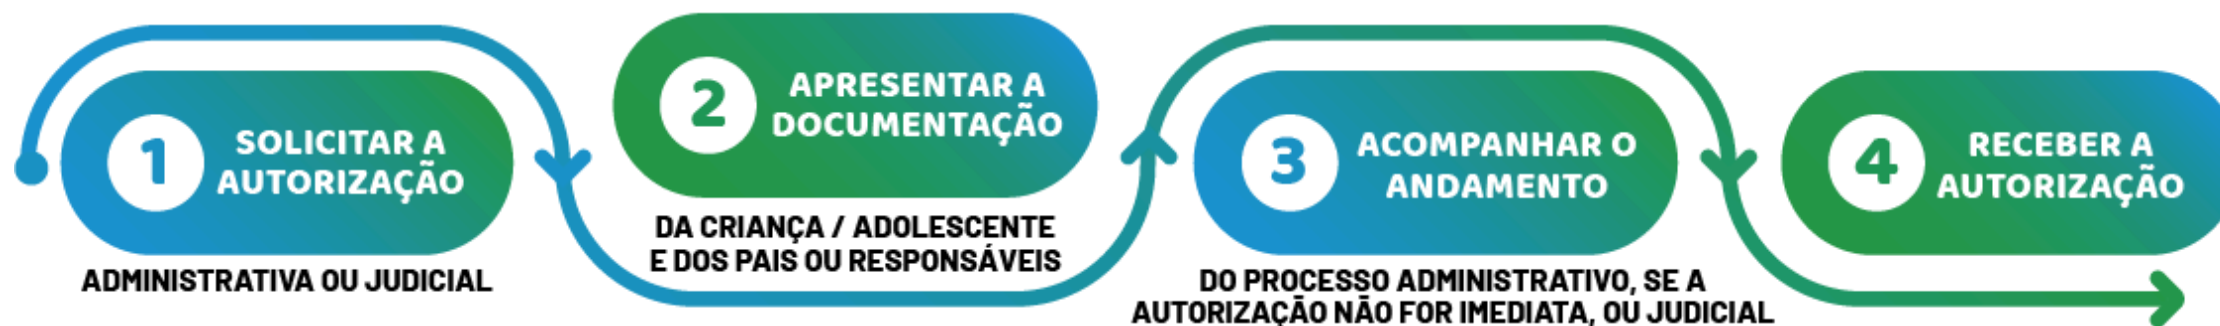 1
SOLICITAR A
AUTORIZAÇÃO
ADMINISTRATIVA OU JUDICIAL
2
APRESENTAR A
DOCUMENTAÇÃO
DA CRIANÇA / ADOLESCENTE
E DOS PAIS OU RESPONSÁVEIS
3
ACOMPANHAR O
ANDAMENTO
DO PROCESSO ADMINISTRATIVO, SE A
AUTORIZAÇÃO NÃO FOR IMEDIATA, OU JUDICIAL
4
RECEBER A
AUTORIZAÇÃO